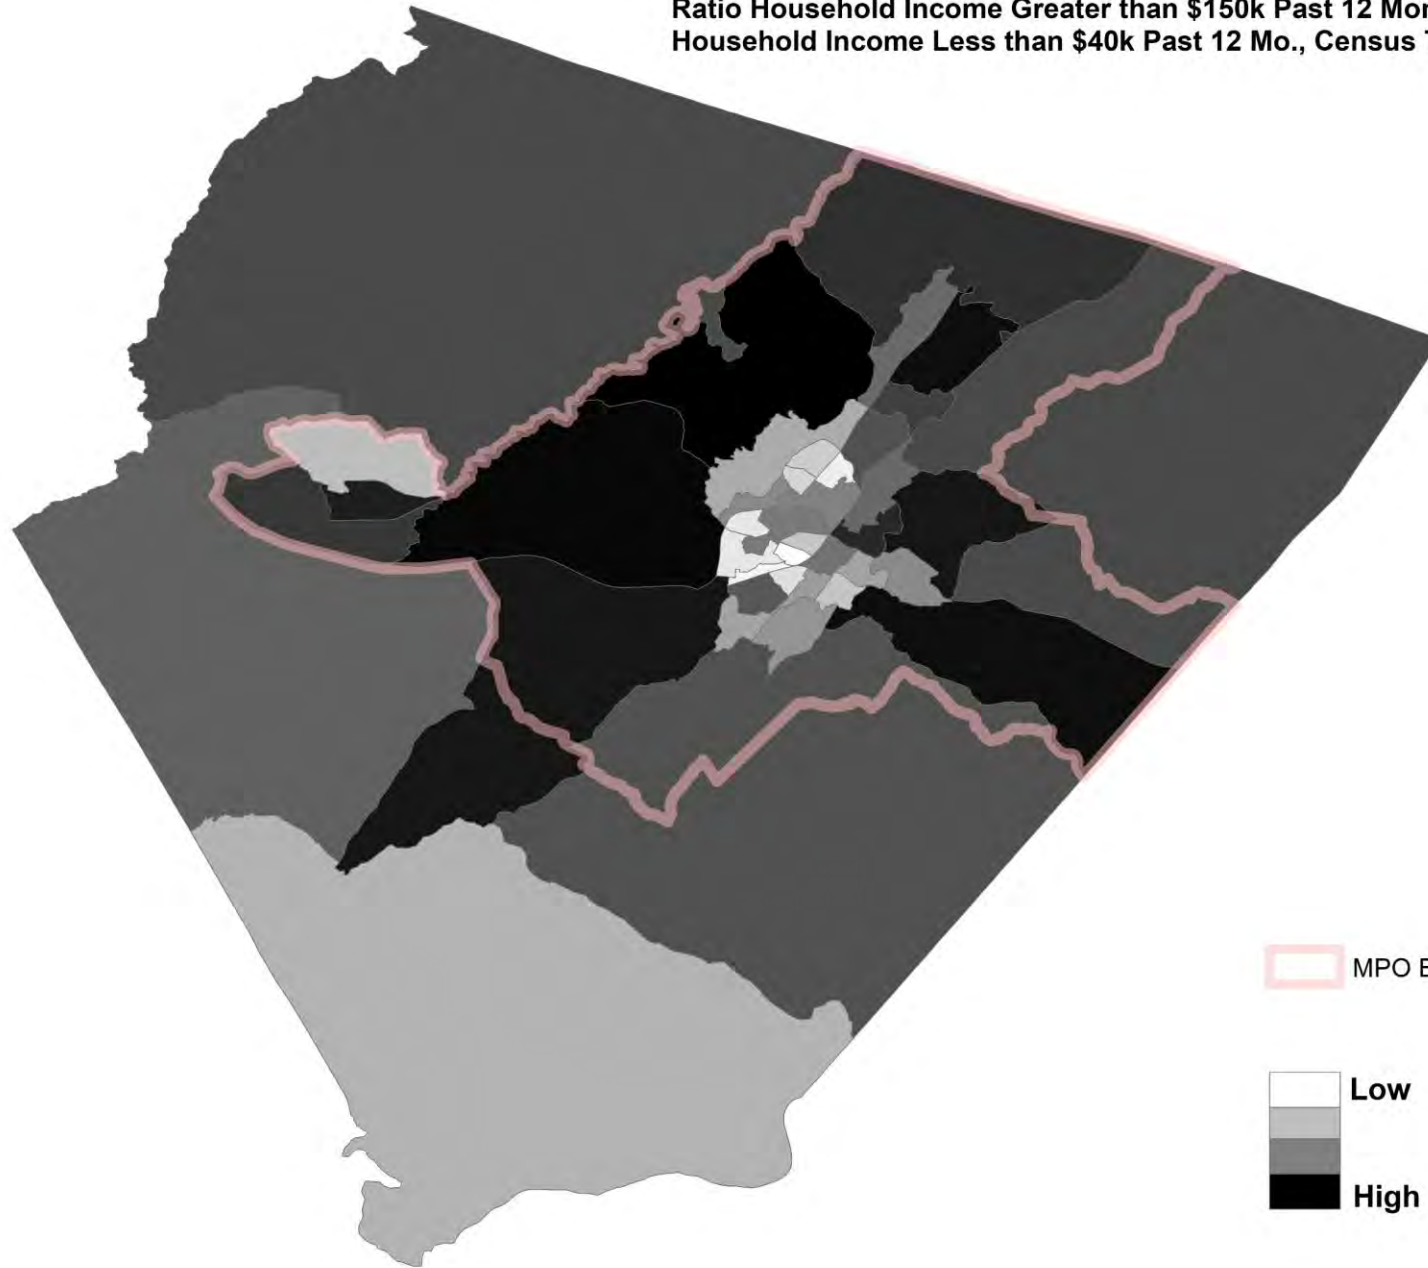 Ratio Household Income Greater than $150k Past 12
Household Income Less than $40k Past 12 Mo., Census
MPO
Low
High